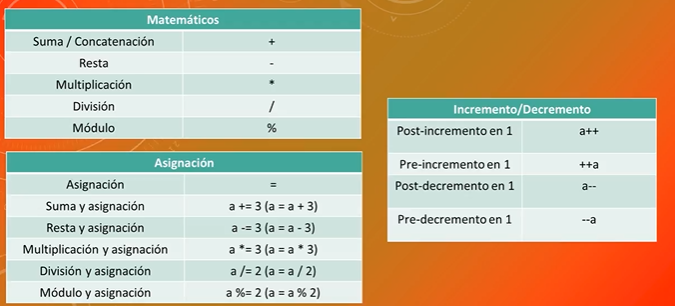 Matemáticos
Suma / Concatenación +
Resta -
Multiplicación *
División /
Módulo %
Asignación
Asignación =
Suma y asignación a += 3 (a = a + 3)
Resta y asignación a -= 3 (a = a - 3)
Multiplicación y asignación a *= 3 (a = a * 3)
División y asignación a /= 2 (a = a / 2)
Módulo y asignación a %= 2 (a = a % 2)
Incremento/Decremento
Post-incremento en 1 a++
Pre-incremento en 1 ++a
Post-decremento en 1 a--
Pre-decremento en 1 --a